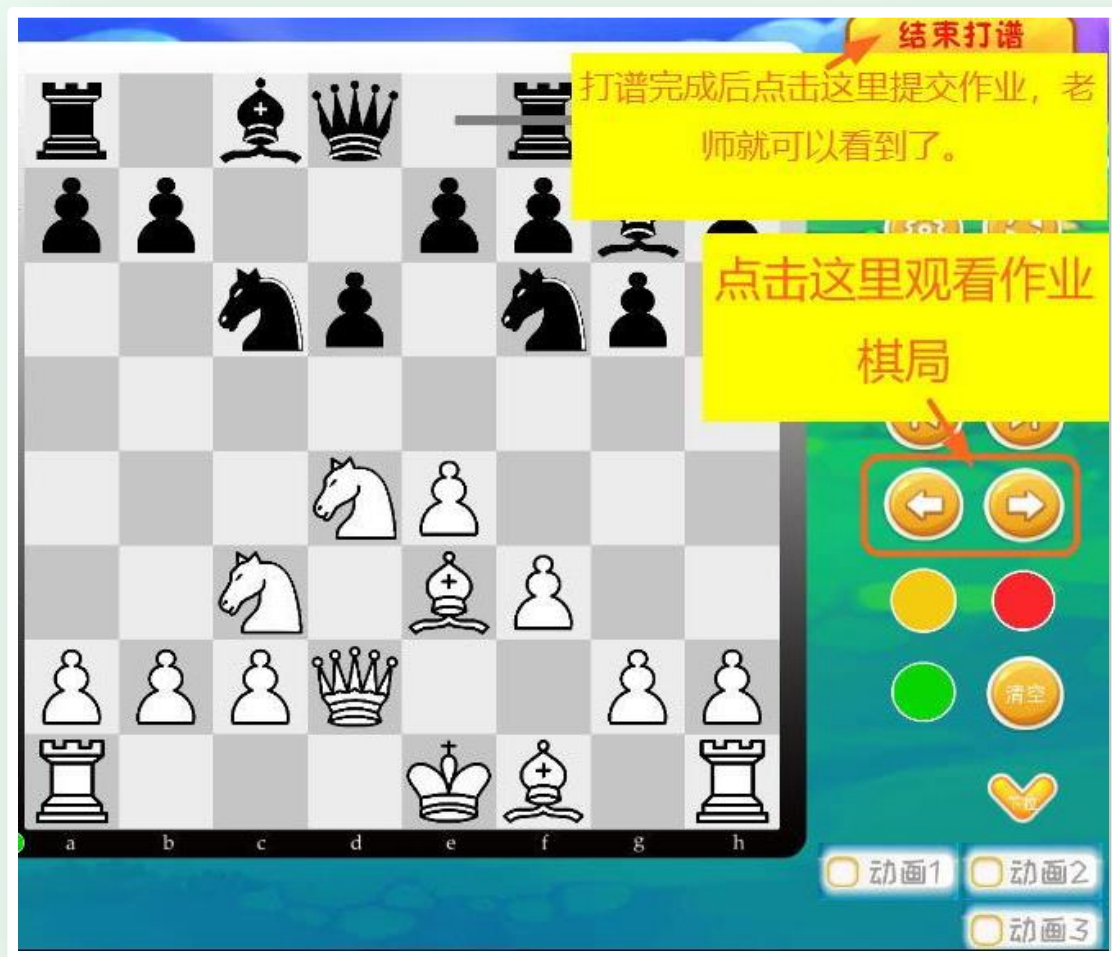 结束打谱
打谱完成后点击这里提交作业，老
师就可以看到了。
点击这里观看作业
棋局
清空
下拉
a b c d e f g h
动画1 动画2
动画3